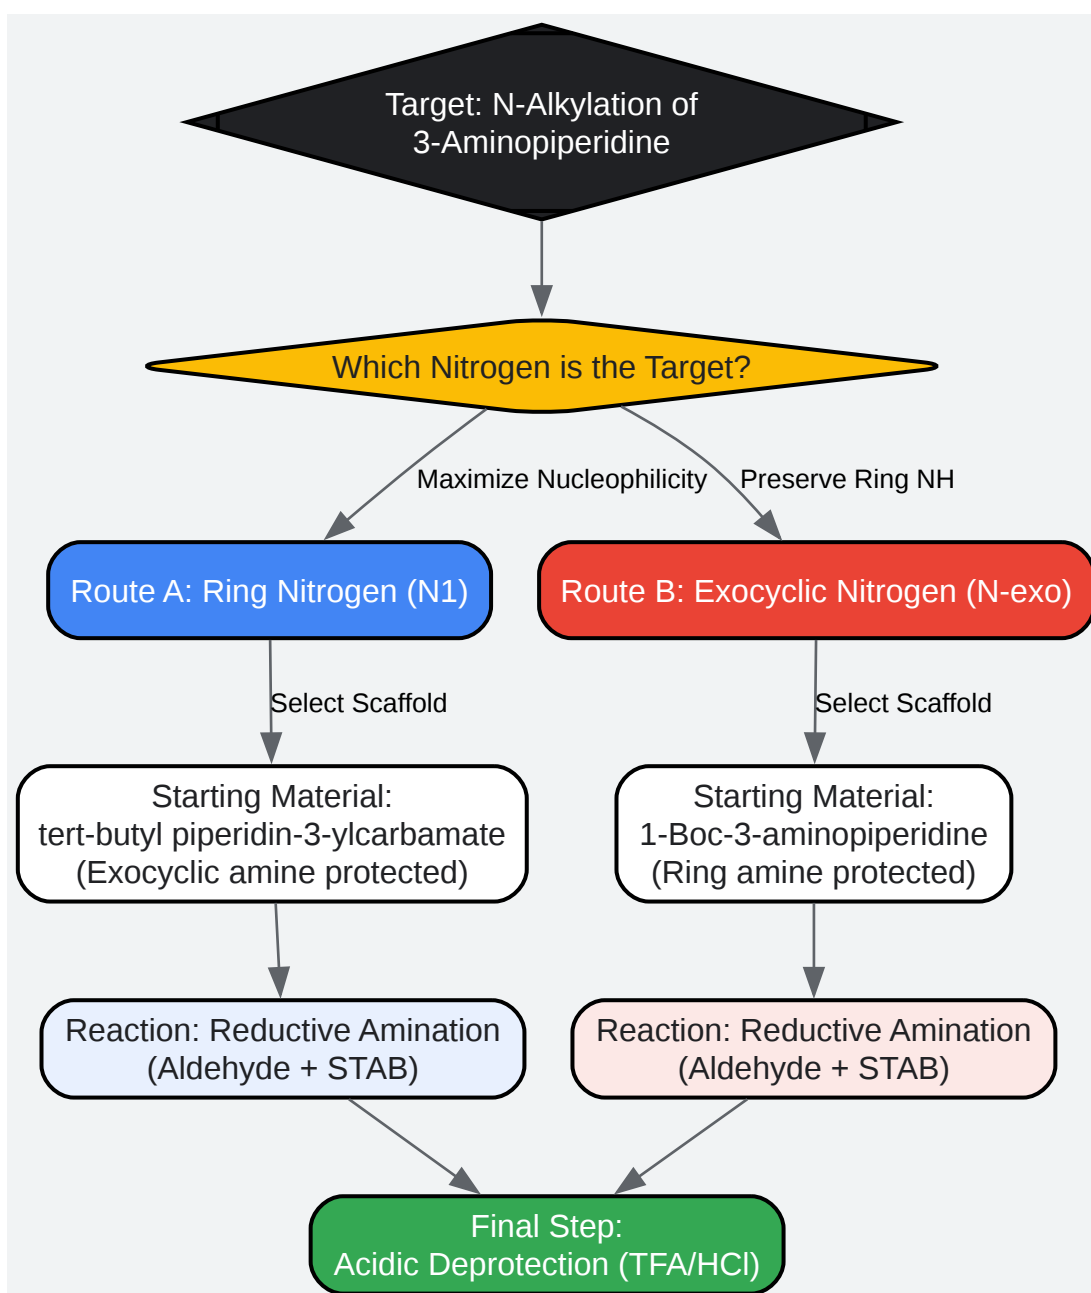 Target: N-Alkylation of
3-Aminopiperidine
Which Nitrogen is the Target?
Maximize Nucleophilicity
Preserve Ring NH
Route A: Ring Nitrogen (N1)
Route B: Exocyclic Nitrogen (N-exo)
Select Scaffold
Select Scaffold
Starting Material:
tert-butyl piperidin-3-ylcarbamate
(Exocyclic amine protected)
Starting Material:
1-Boc-3-aminopiperidine
(Ring amine protected)
Reaction: Reductive Amination
(Aldehyde + STAB)
Reaction: Reductive Amination
(Aldehyde + STAB)
Final Step:
Acidic Deprotection (TFA/HCl)